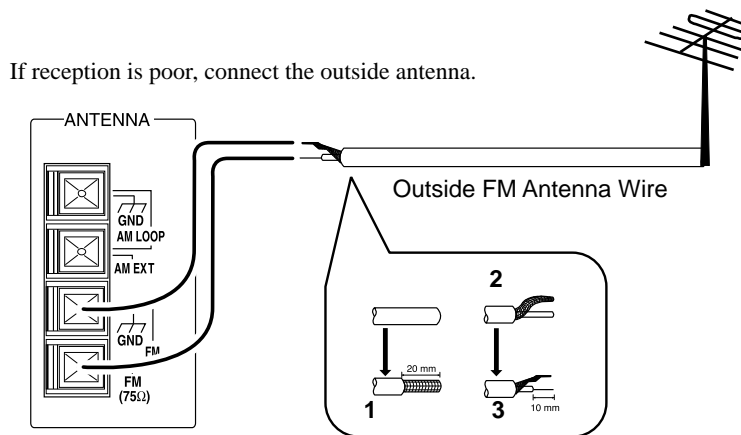 If reception is poor, connect the outside antenna.
ANTENNA
GND
AM LOOP
AM EXT
GND
FM
FM
(75Ω)
Outside FM Antenna Wire
2
20 mm
1
3
10 mm